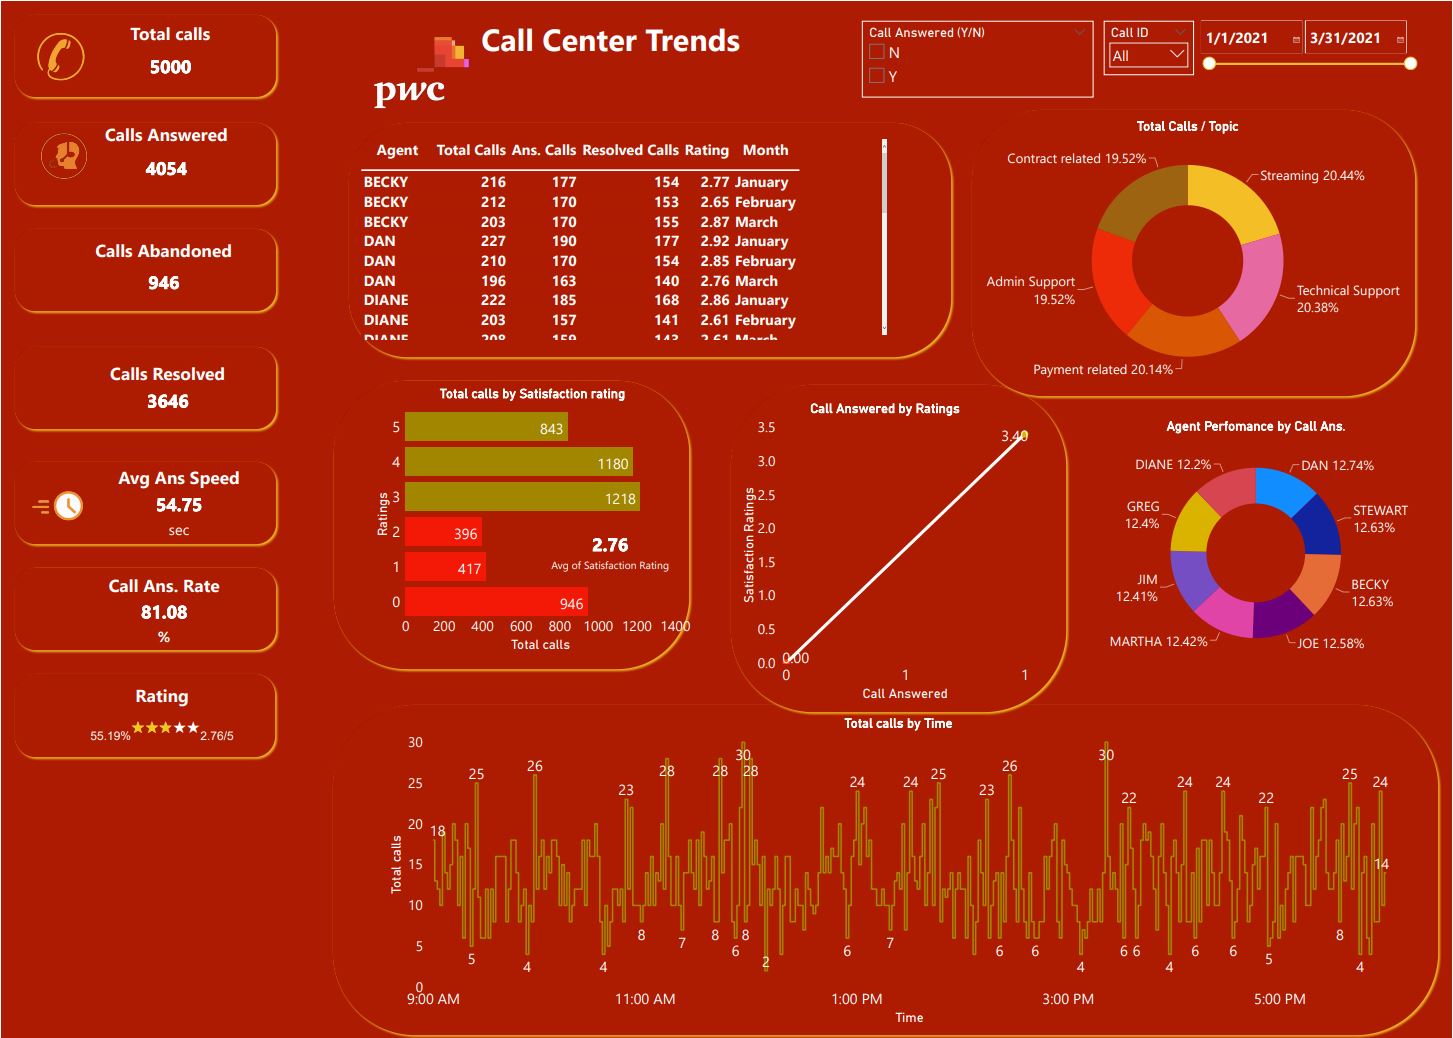 Total calls
5000
Calls Answered
4054
Calls Abandoned
946
Calls Resolved
3646
Avg Ans Speed
54.75
sec
Call Ans. Rate
81.08
%
Rating
55.19% 2.76/5
pwc
Call Center Trends
Call Answered (Y/N)
N
Y
Call ID
All
1/1/2021 3/31/2021
Agent Total Calls Ans. Calls Resolved Calls Rating Month
BECKY 216 177 154 2.77 January
BECKY 212 170 153 2.65 February
BECKY 203 170 155 2.87 March
DAN 227 190 177 2.92 January
DAN 210 170 154 2.85 February
DAN 196 163 140 2.76 March
DIANE 222 185 168 2.86 January
DIANE 203 157 141 2.61 February
DIANE 208 159 143 2.61 March
Total Calls / Topic
Contract related 19.52%
Streaming 20.44%
Admin Support
19.52%
Technical Support
20.38%
Payment related 20.14%
Total calls by Satisfaction rating
Ratings
5 843
4 1180
3 1218
2 396
1 417
0 946
2.76
Avg of Satisfaction Rating
0 200 400 600 800 1000 1200 1400
Total calls
Call Answered by Ratings
Satisfaction Ratings
3.5
3.0
2.5
2.0
1.5
1.0
0.5
0.0
3.40
0.00
0 1 1
Call Answered
Agent Perfomance by Call Ans.
DIANE 12.2%
DAN 12.74%
GREG
12.4%
STEWART
12.63%
JIM
12.41%
BECKY
12.63%
MARTHA 12.42%
JOE 12.58%
Total calls by Time
Total calls
30
25
20
15
10
5
0
18 25 26 23 28 28 30 28 24 24 25 23 26 30 22 24 24 22 25 24
14
5 4 4 8 7 8 6 8 2 6 7 6 6 4 6 6 4 6 6 5 8 4
9:00 AM 11:00 AM 1:00 PM 3:00 PM 5:00 PM
Time